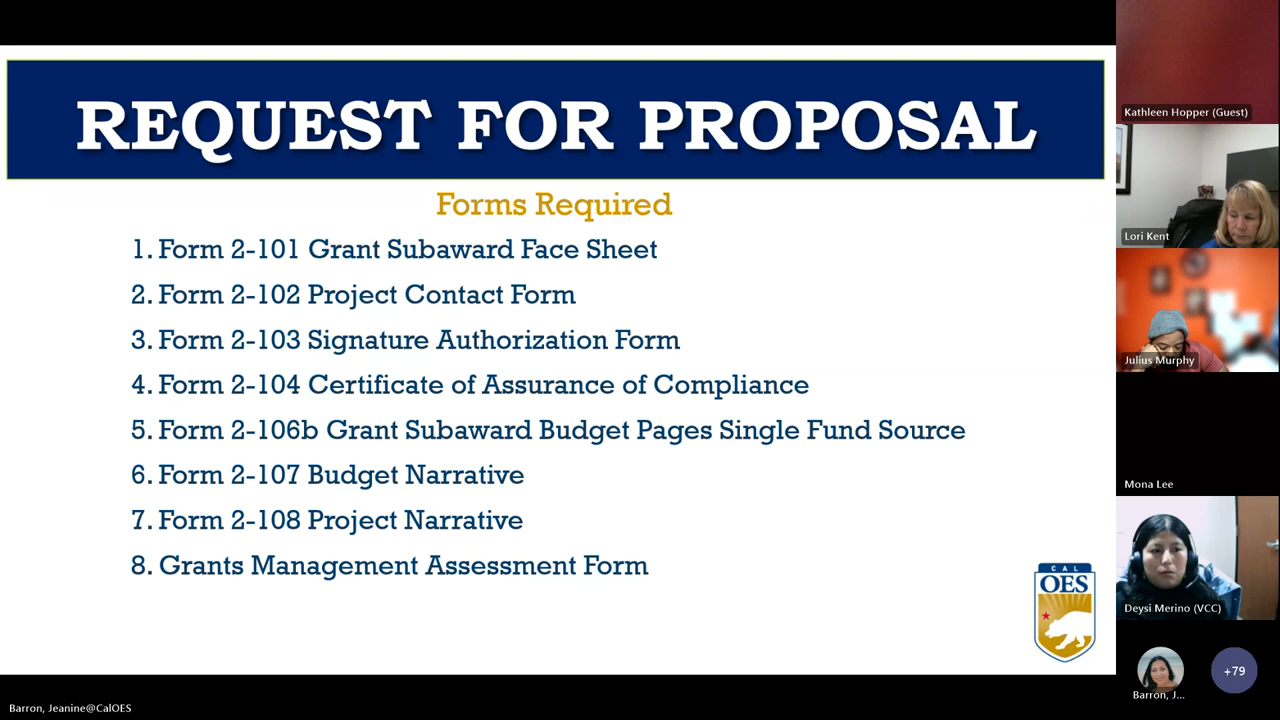 REQUEST FOR PROPOSAL
Forms Required
1. Form 2-101 Grant Subaward Face Sheet
2. Form 2-102 Project Contact Form
3. Form 2-103 Signature Authorization Form
4. Form 2-104 Certificate of Assurance of Compliance
5. Form 2-106b Grant Subaward Budget Pages Single Fund Source
6. Form 2-107 Budget Narrative
7. Form 2-108 Project Narrative
8. Grants Management Assessment Form
CAL
OES
Kathleen Hopper (Guest)
Lori Kent
Julius Murphy
Mona Lee
Deysi Merino (VCC)
Barron, J...
+79
Barron, Jeanine@CalOES